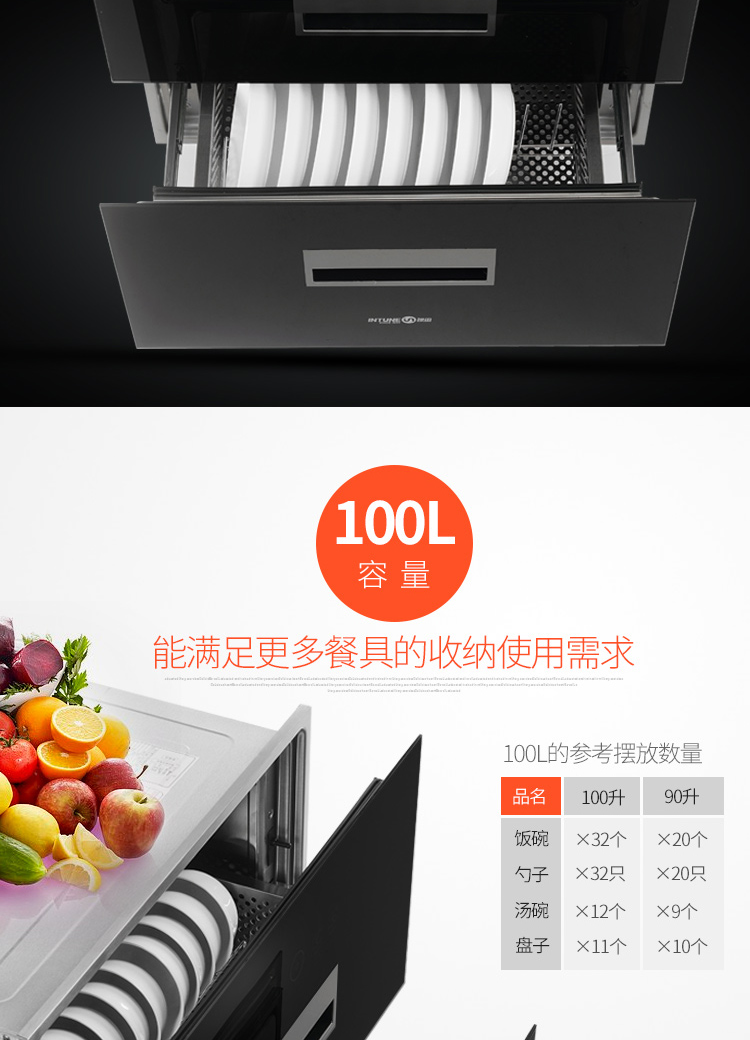 INTUNE
100L
容量
能满足更多餐具的收纳使用需求
100L的参考摆放数量
品名 100升 90升
饭碗 ×32个 ×20个
勺子 ×32只 ×20只
汤碗 ×12个 ×9个
盘子 ×11个 ×10个